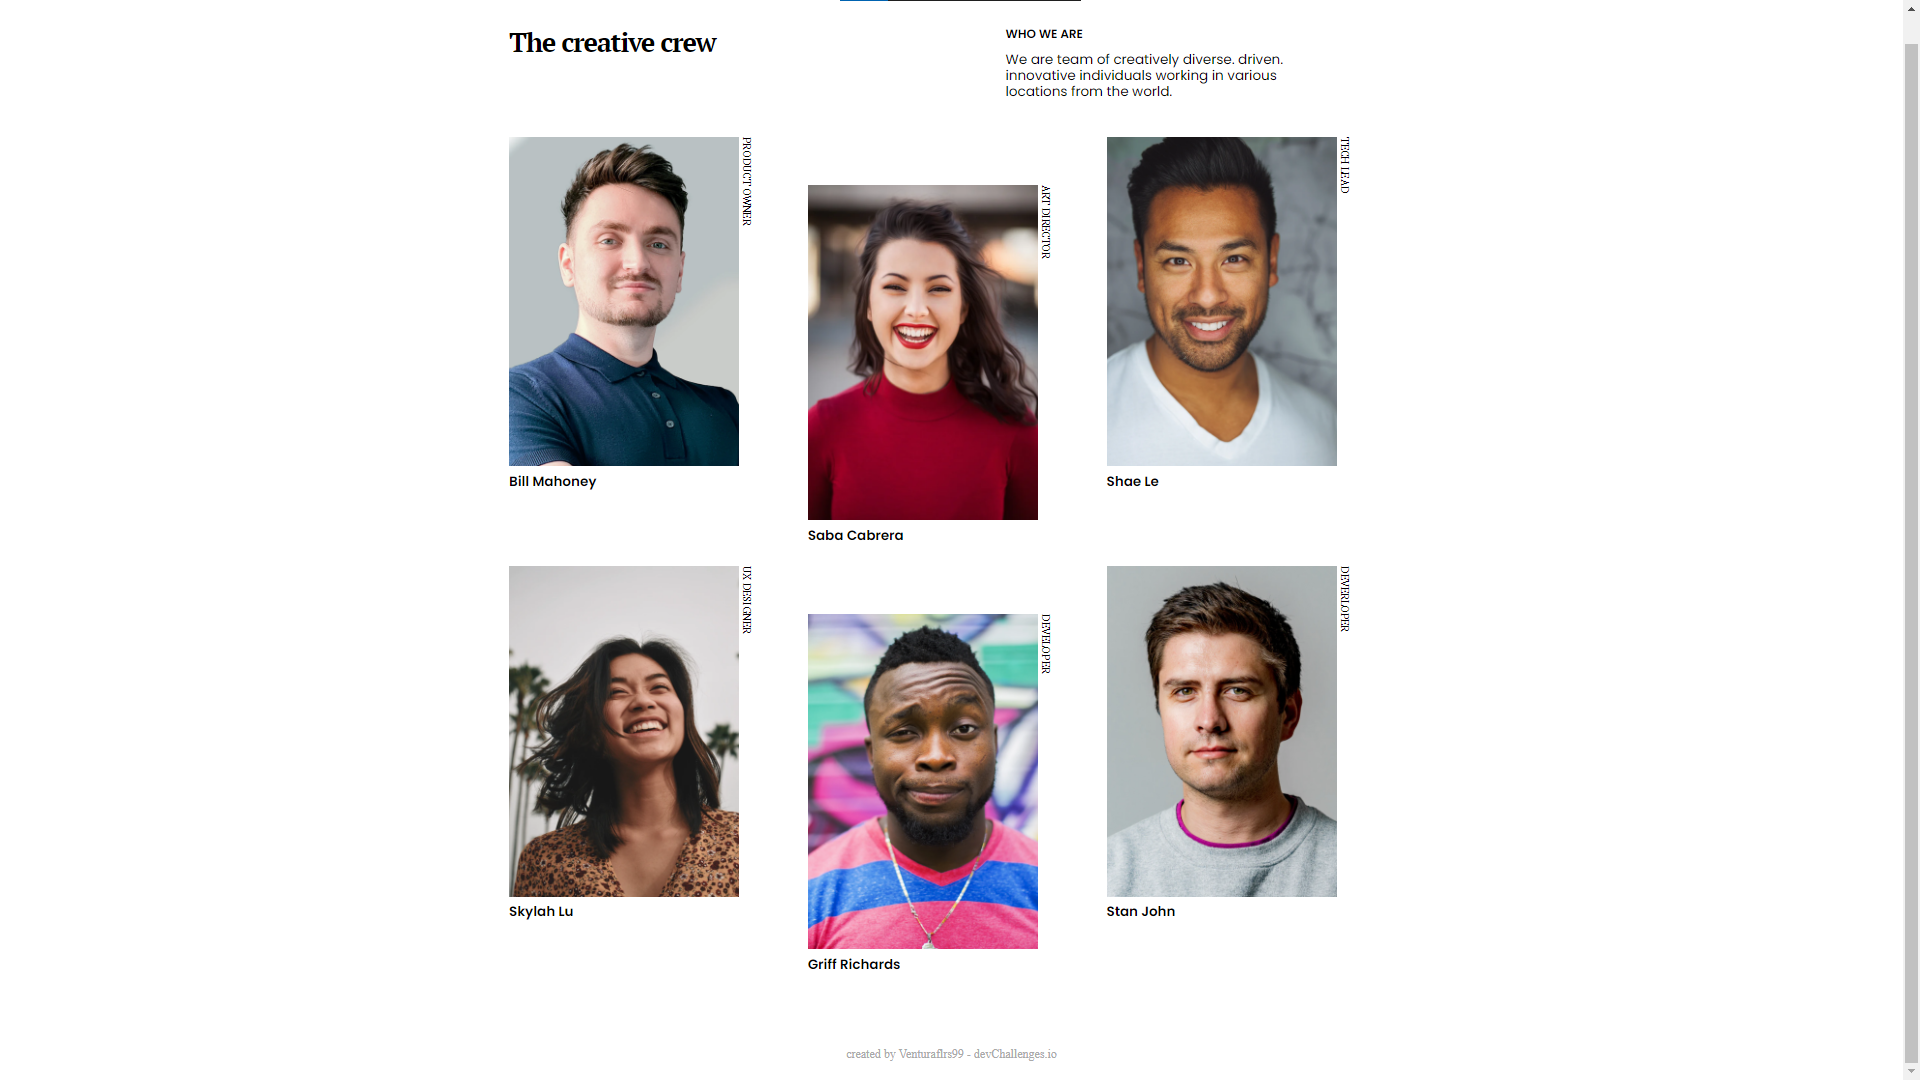 The creative crew
WHO WE ARE
We are team of creatively diverse. driven.
innovative individuals working in various
locations from the world.
PRODUCT OWNER
Bill Mahoney
ART DIRECTOR
Saba Cabrera
TECH LEAD
Shae Le
UX DESIGNER
Skylah Lu
DEVELOPER
Griff Richards
DEVERLOPER
Stan John
created by Venturaflrs99 - devChallenges.io